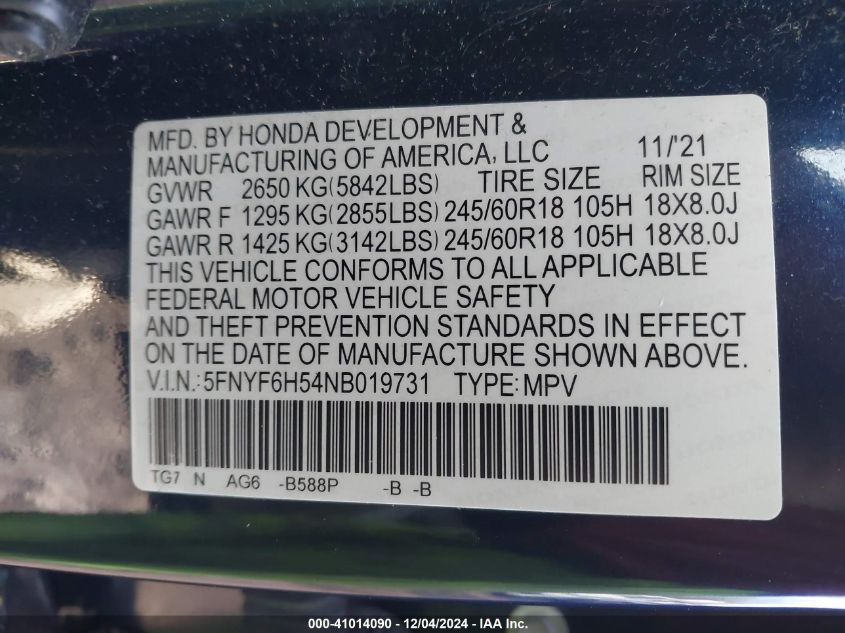 MFD. BY HONDA DEVELOPMENT &
MANUFACTURING OF AMERICA, LLC 11/'21
GVWR 2650 KG(5842LBS) TIRE SIZE RIM SIZE
GAWR F 1295 KG(2855LBS) 245/60R18 105H 18X8.0J
GAWR R 1425 KG(3142LBS) 245/60R18 105H 18X8.0J
THIS VEHICLE CONFORMS TO ALL APPLICABLE
FEDERAL MOTOR VEHICLE SAFETY
AND THEFT PREVENTION STANDARDS IN EFFECT
ON THE DATE OF MANUFACTURE SHOWN ABOVE.
V.I.N.: 5FNYF6H54NB019731 TYPE: MPV
TG7 N AG6 -B588P -B -B
000-41014090 - 12/04/2024 - IAA Inc.